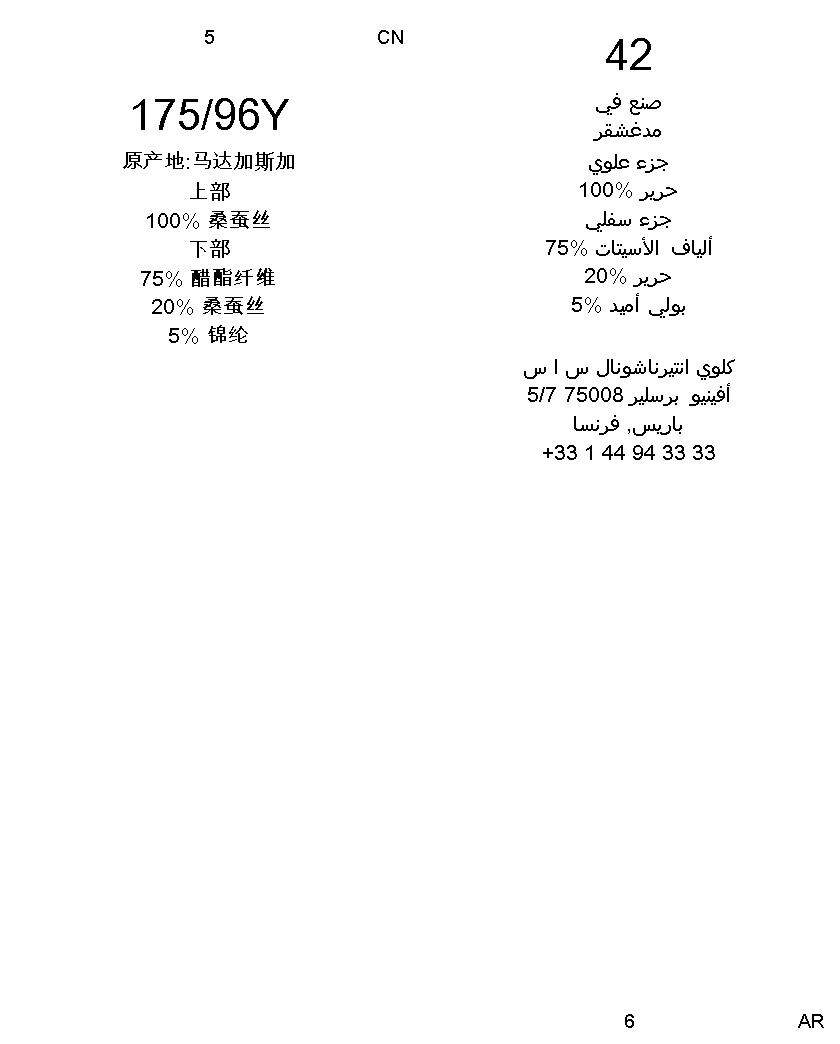 5
CN
175/96Y
原产地:马达加斯加
上部
100% 桑蚕丝
下部
75% 醋酯纤维
20% 桑蚕丝
5% 锦纶
42
صنع في
مدغشقر
جزء علوي
حرير %100
جزء سفلي
ألياف الأسيتات %75
حرير %20
بولي أميد %5
كلوي انتيرناشونال س ا س
أفينيو برسلير 75008 5/7
باريس, فرنسا
+33 1 44 94 33 33
6
AR